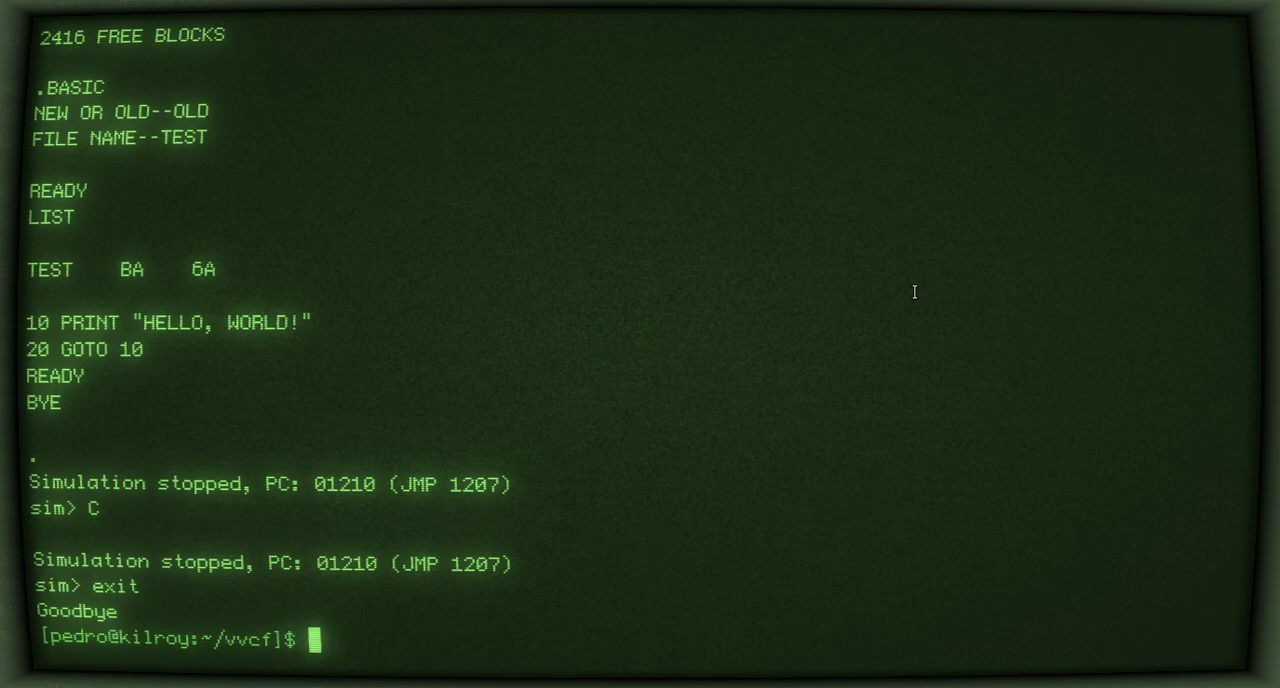 2416 FREE BLOCKS
.BASIC
NEW OR OLD--OLD
FILE NAME--TEST
READY
LIST
TEST BA 6A
10 PRINT "HELLO, WORLD!"
20 GOTO 10
READY
BYE
.
Simulation stopped, PC: 01210 (JMP 1207)
sim> C
Simulation stopped, PC: 01210 (JMP 1207)
sim> exit
Goodbye
[pedro@kilroy:~/vvcf]$